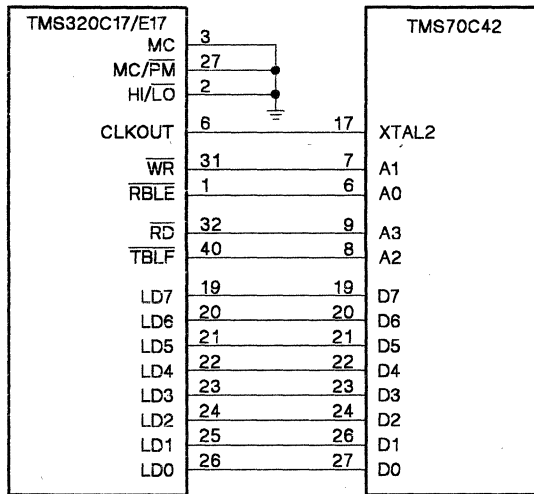 TMS320C17/E17 TMS70C42
MC 3
MC/PM 27
HI/LO 2
CLKOUT 6 17 XTAL2
WR 31 7 A1
RBLE 1 6 A0
RD 32 9 A3
TBLF 40 8 A2
LD7 19 19 D7
LD6 20 20 D6
LD5 21 21 D5
LD4 22 22 D4
LD3 23 23 D3
LD2 24 24 D2
LD1 25 26 D1
LD0 26 27 D0